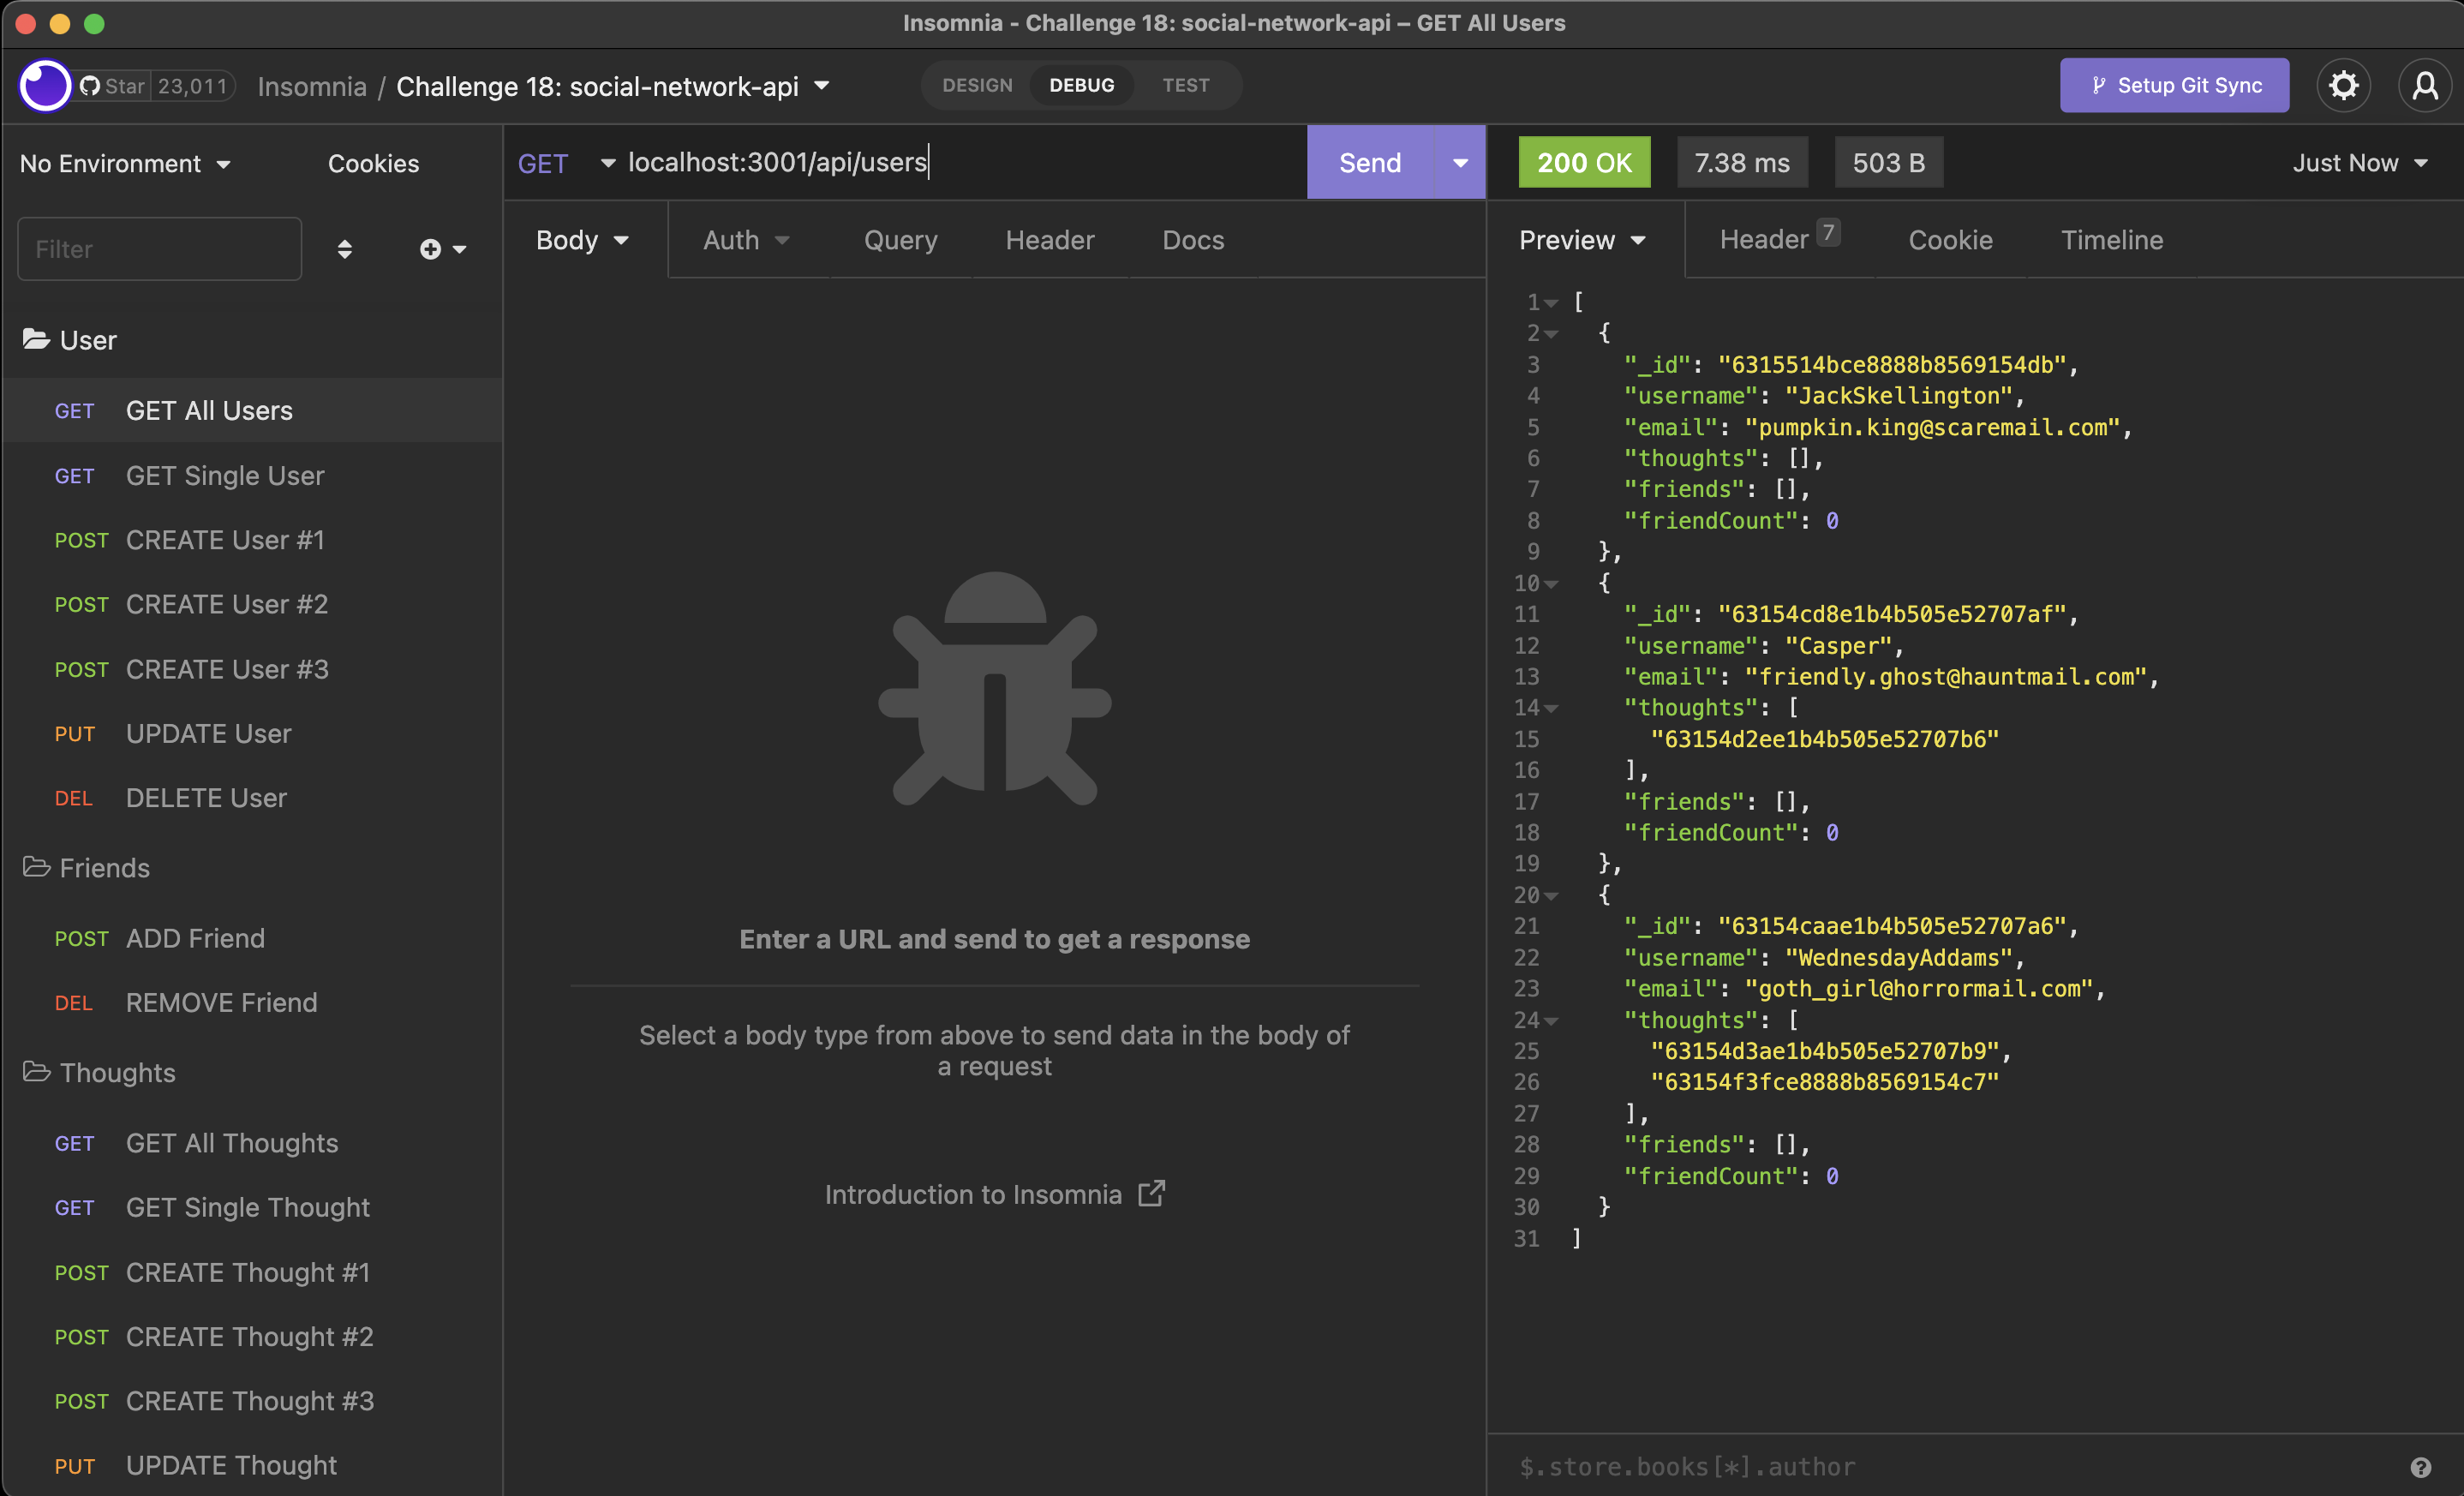 Insomnia - Challenge 18: social-network-api – GET All Users
Star 23,011
Insomnia / Challenge 18: social-network-api
DESIGN DEBUG TEST
Setup Git Sync
No Environment Cookies
Filter
User
GET GET All Users
GET GET Single User
POST CREATE User #1
POST CREATE User #2
POST CREATE User #3
PUT UPDATE User
DEL DELETE User
Friends
POST ADD Friend
DEL REMOVE Friend
Thoughts
GET GET All Thoughts
GET GET Single Thought
POST CREATE Thought #1
POST CREATE Thought #2
POST CREATE Thought #3
PUT UPDATE Thought
GET localhost:3001/api/users Send
Body Auth Query Header Docs
Enter a URL and send to get a response
Select a body type from above to send data in the body of
a request
Introduction to Insomnia
200 OK 7.38 ms 503 B Just Now
Preview Header 7 Cookie Timeline
1 [
2 {
3 "_id": "6315514bce8888b8569154db",
4 "username": "JackSkellington",
5 "email": "pumpkin.king@scaremail.com",
6 "thoughts": [],
7 "friends": [],
8 "friendCount": 0
9 },
10 {
11 "_id": "63154cd8e1b4b505e52707af",
12 "username": "Casper",
13 "email": "friendly.ghost@hauntmail.com",
14 "thoughts": [
15 "63154d2ee1b4b505e52707b6"
16 ],
17 "friends": [],
18 "friendCount": 0
19 },
20 {
21 "_id": "63154caae1b4b505e52707a6",
22 "username": "WednesdayAddams",
23 "email": "goth_girl@horrormail.com",
24 "thoughts": [
25 "63154d3ae1b4b505e52707b9",
26 "63154f3fce8888b8569154c7"
27 ],
28 "friends": [],
29 "friendCount": 0
30 }
31 ]
$.store.books[*].author
?